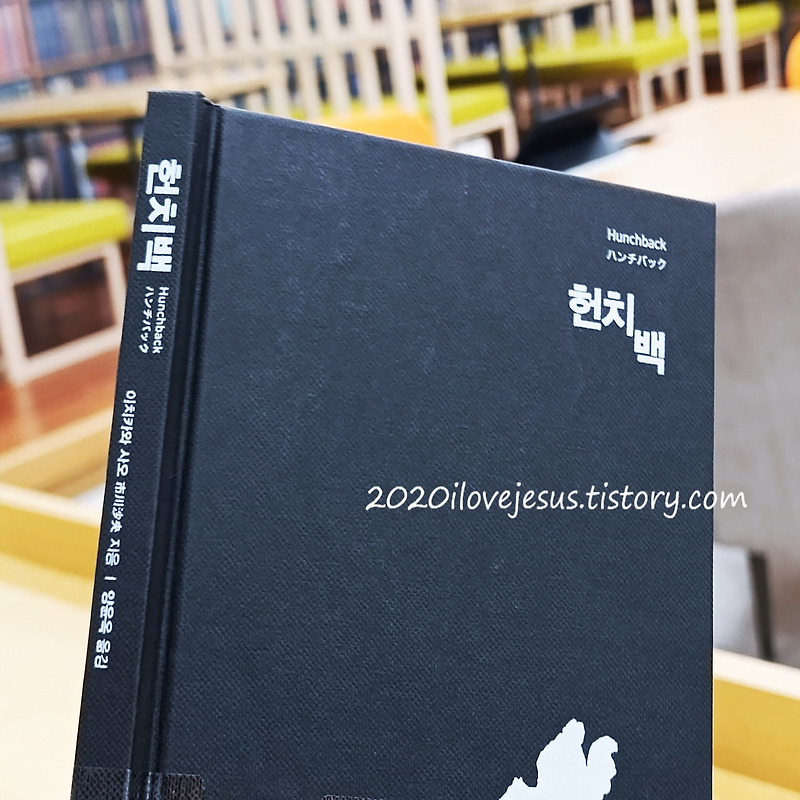 헌치백
Hunchback
ハンチバック
이치카와 사오 市川沙央 지음 | 양윤옥 옮김
Hunchback
ハンチバック
헌치
백
2020ilovejesus.tistory.com